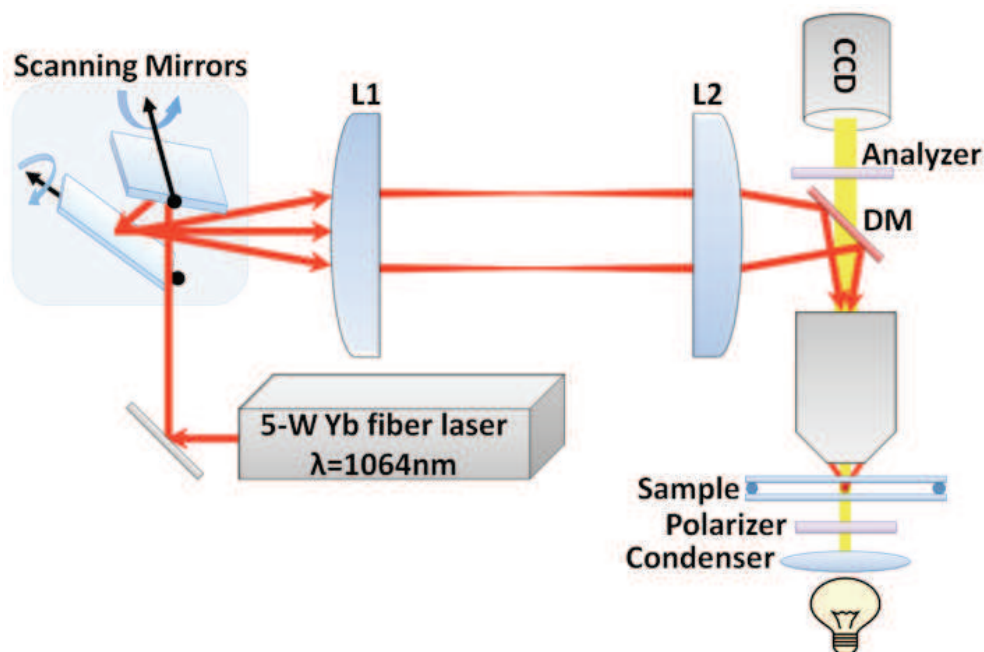 Scanning Mirrors
L1
L2
CCD
Analyzer
DM
5-W Yb fiber laser
λ=1064nm
Sample
Polarizer
Condenser